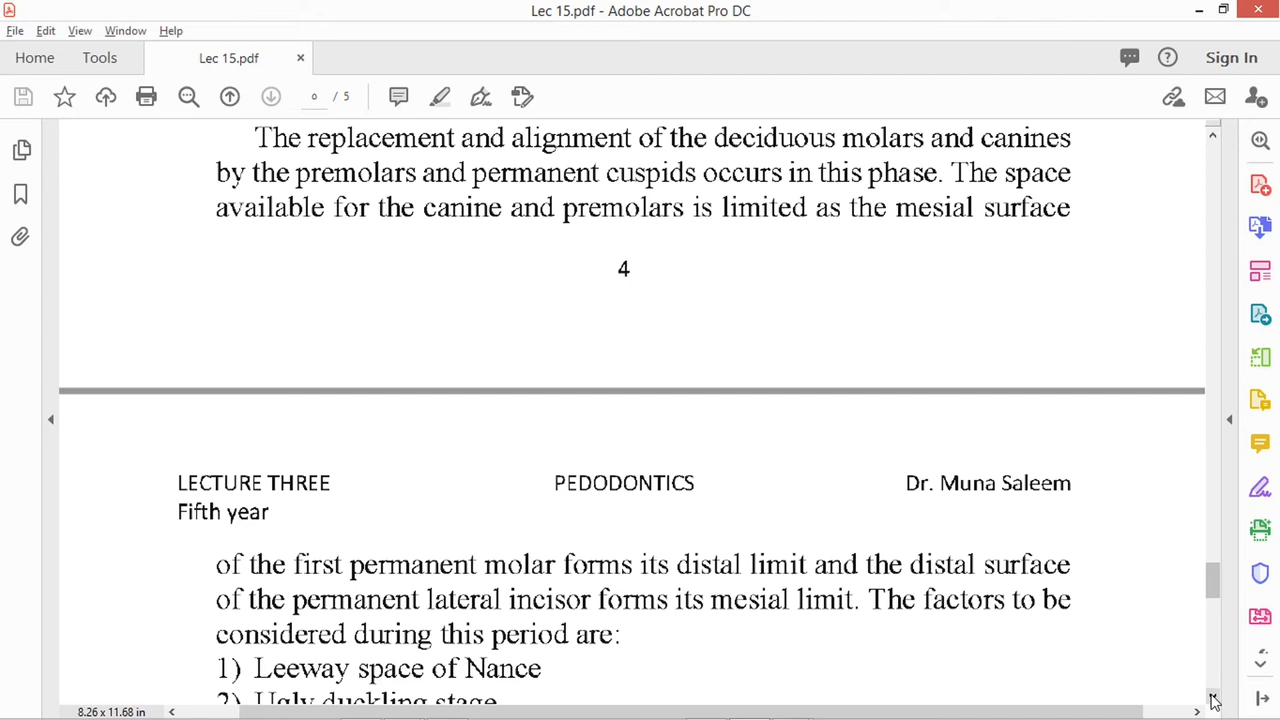 Lec 15.pdf - Adobe Acrobat Pro DC
File Edit View Window Help
Home Tools Lec 15.pdf × Sign In
٥ / 5
The replacement and alignment of the deciduous molars and canines
by the premolars and permanent cuspids occurs in this phase. The space
available for the canine and premolars is limited as the mesial surface
4
LECTURE THREE PEDODONTICS Dr. Muna Saleem
Fifth year
of the first permanent molar forms its distal limit and the distal surface
of the permanent lateral incisor forms its mesial limit. The factors to be
considered during this period are:
1) Leeway space of Nance
2) Ugly duckling stage
8.26 x 11.68 in